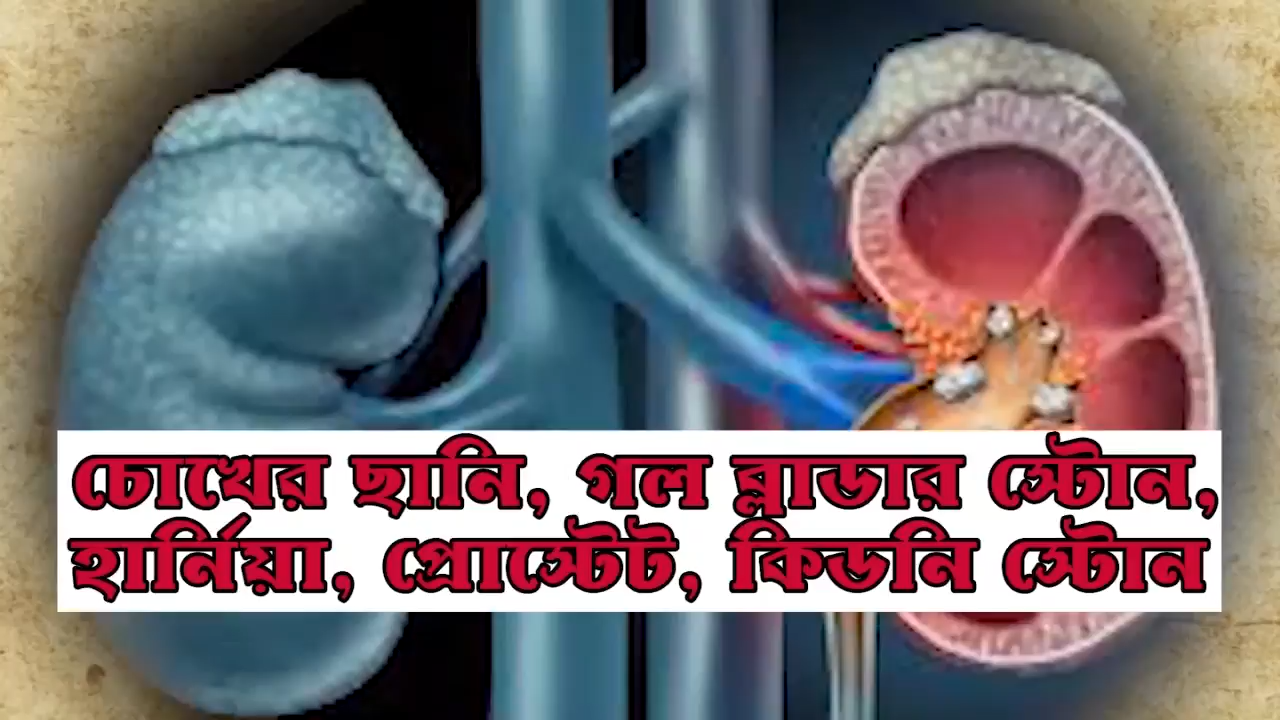 চোখের ছানি, গল ব্লাডার স্টোন,
হার্নিয়া, প্রোস্টেট, কিডনি স্টোন